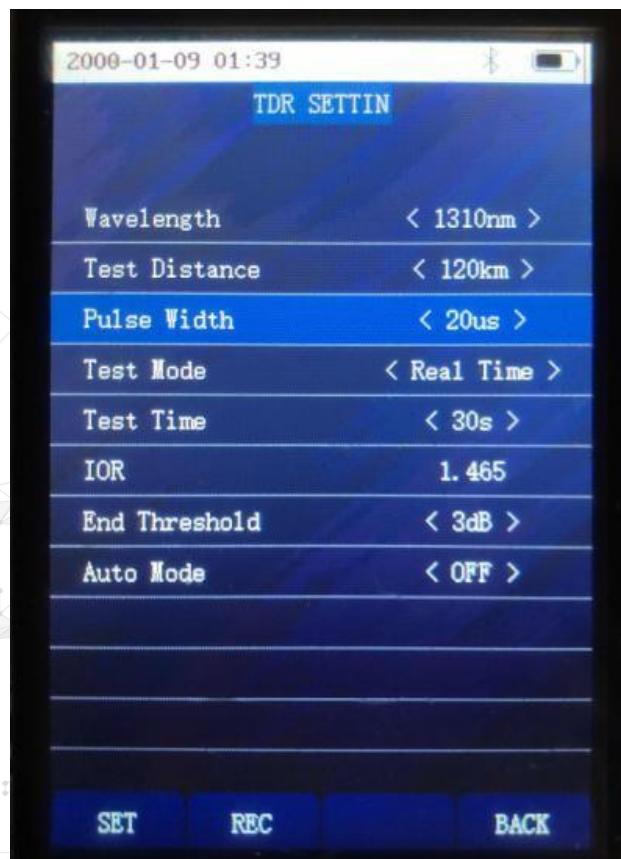 2000-01-09 01:39
TDR SETTIN
Wavelength < 1310nm >
Test Distance < 120km >
Pulse Width < 20us >
Test Mode < Real Time >
Test Time < 30s >
IOR 1.465
End Threshold < 3dB >
Auto Mode < OFF >
SET REC BACK